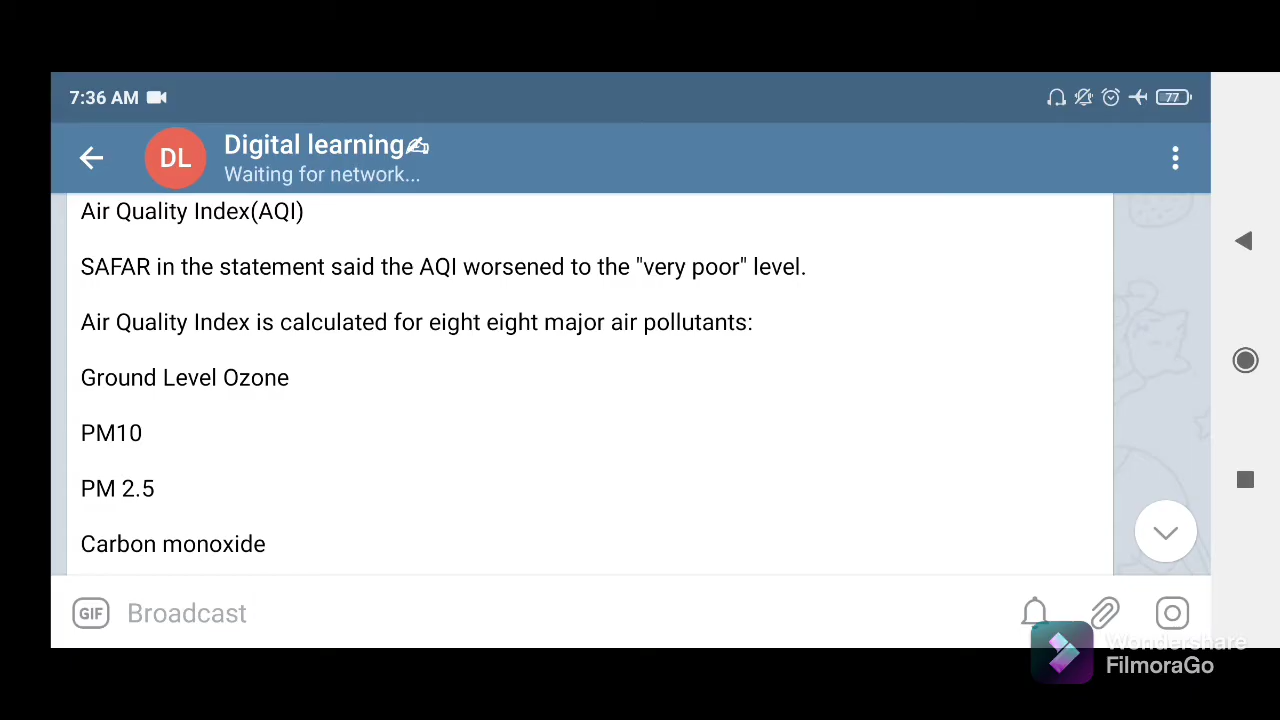 7:36 AM
77
DL
Digital learning✍
Waiting for network...
Air Quality Index(AQI)
SAFAR in the statement said the AQI worsened to the "very poor" level.
Air Quality Index is calculated for eight eight major air pollutants:
Ground Level Ozone
PM10
PM 2.5
Carbon monoxide
GIF
Broadcast
Wondershare
FilmoraGo